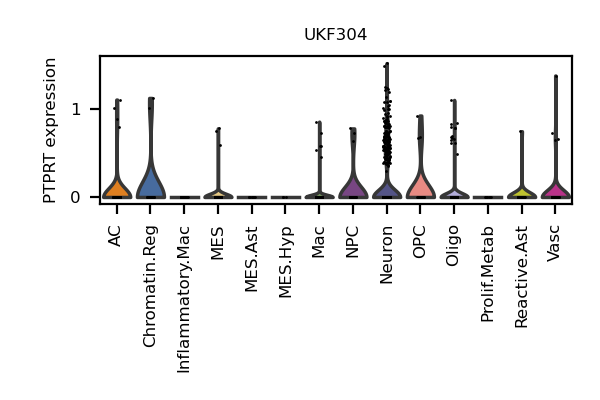 UKF304
PTPRT expression
1
0
AC
Chromatin.Reg
Inflammatory.Mac
MES
MES.Ast
MES.Hyp
Mac
NPC
Neuron
OPC
Oligo
Prolif.Metab
Reactive.Ast
Vasc